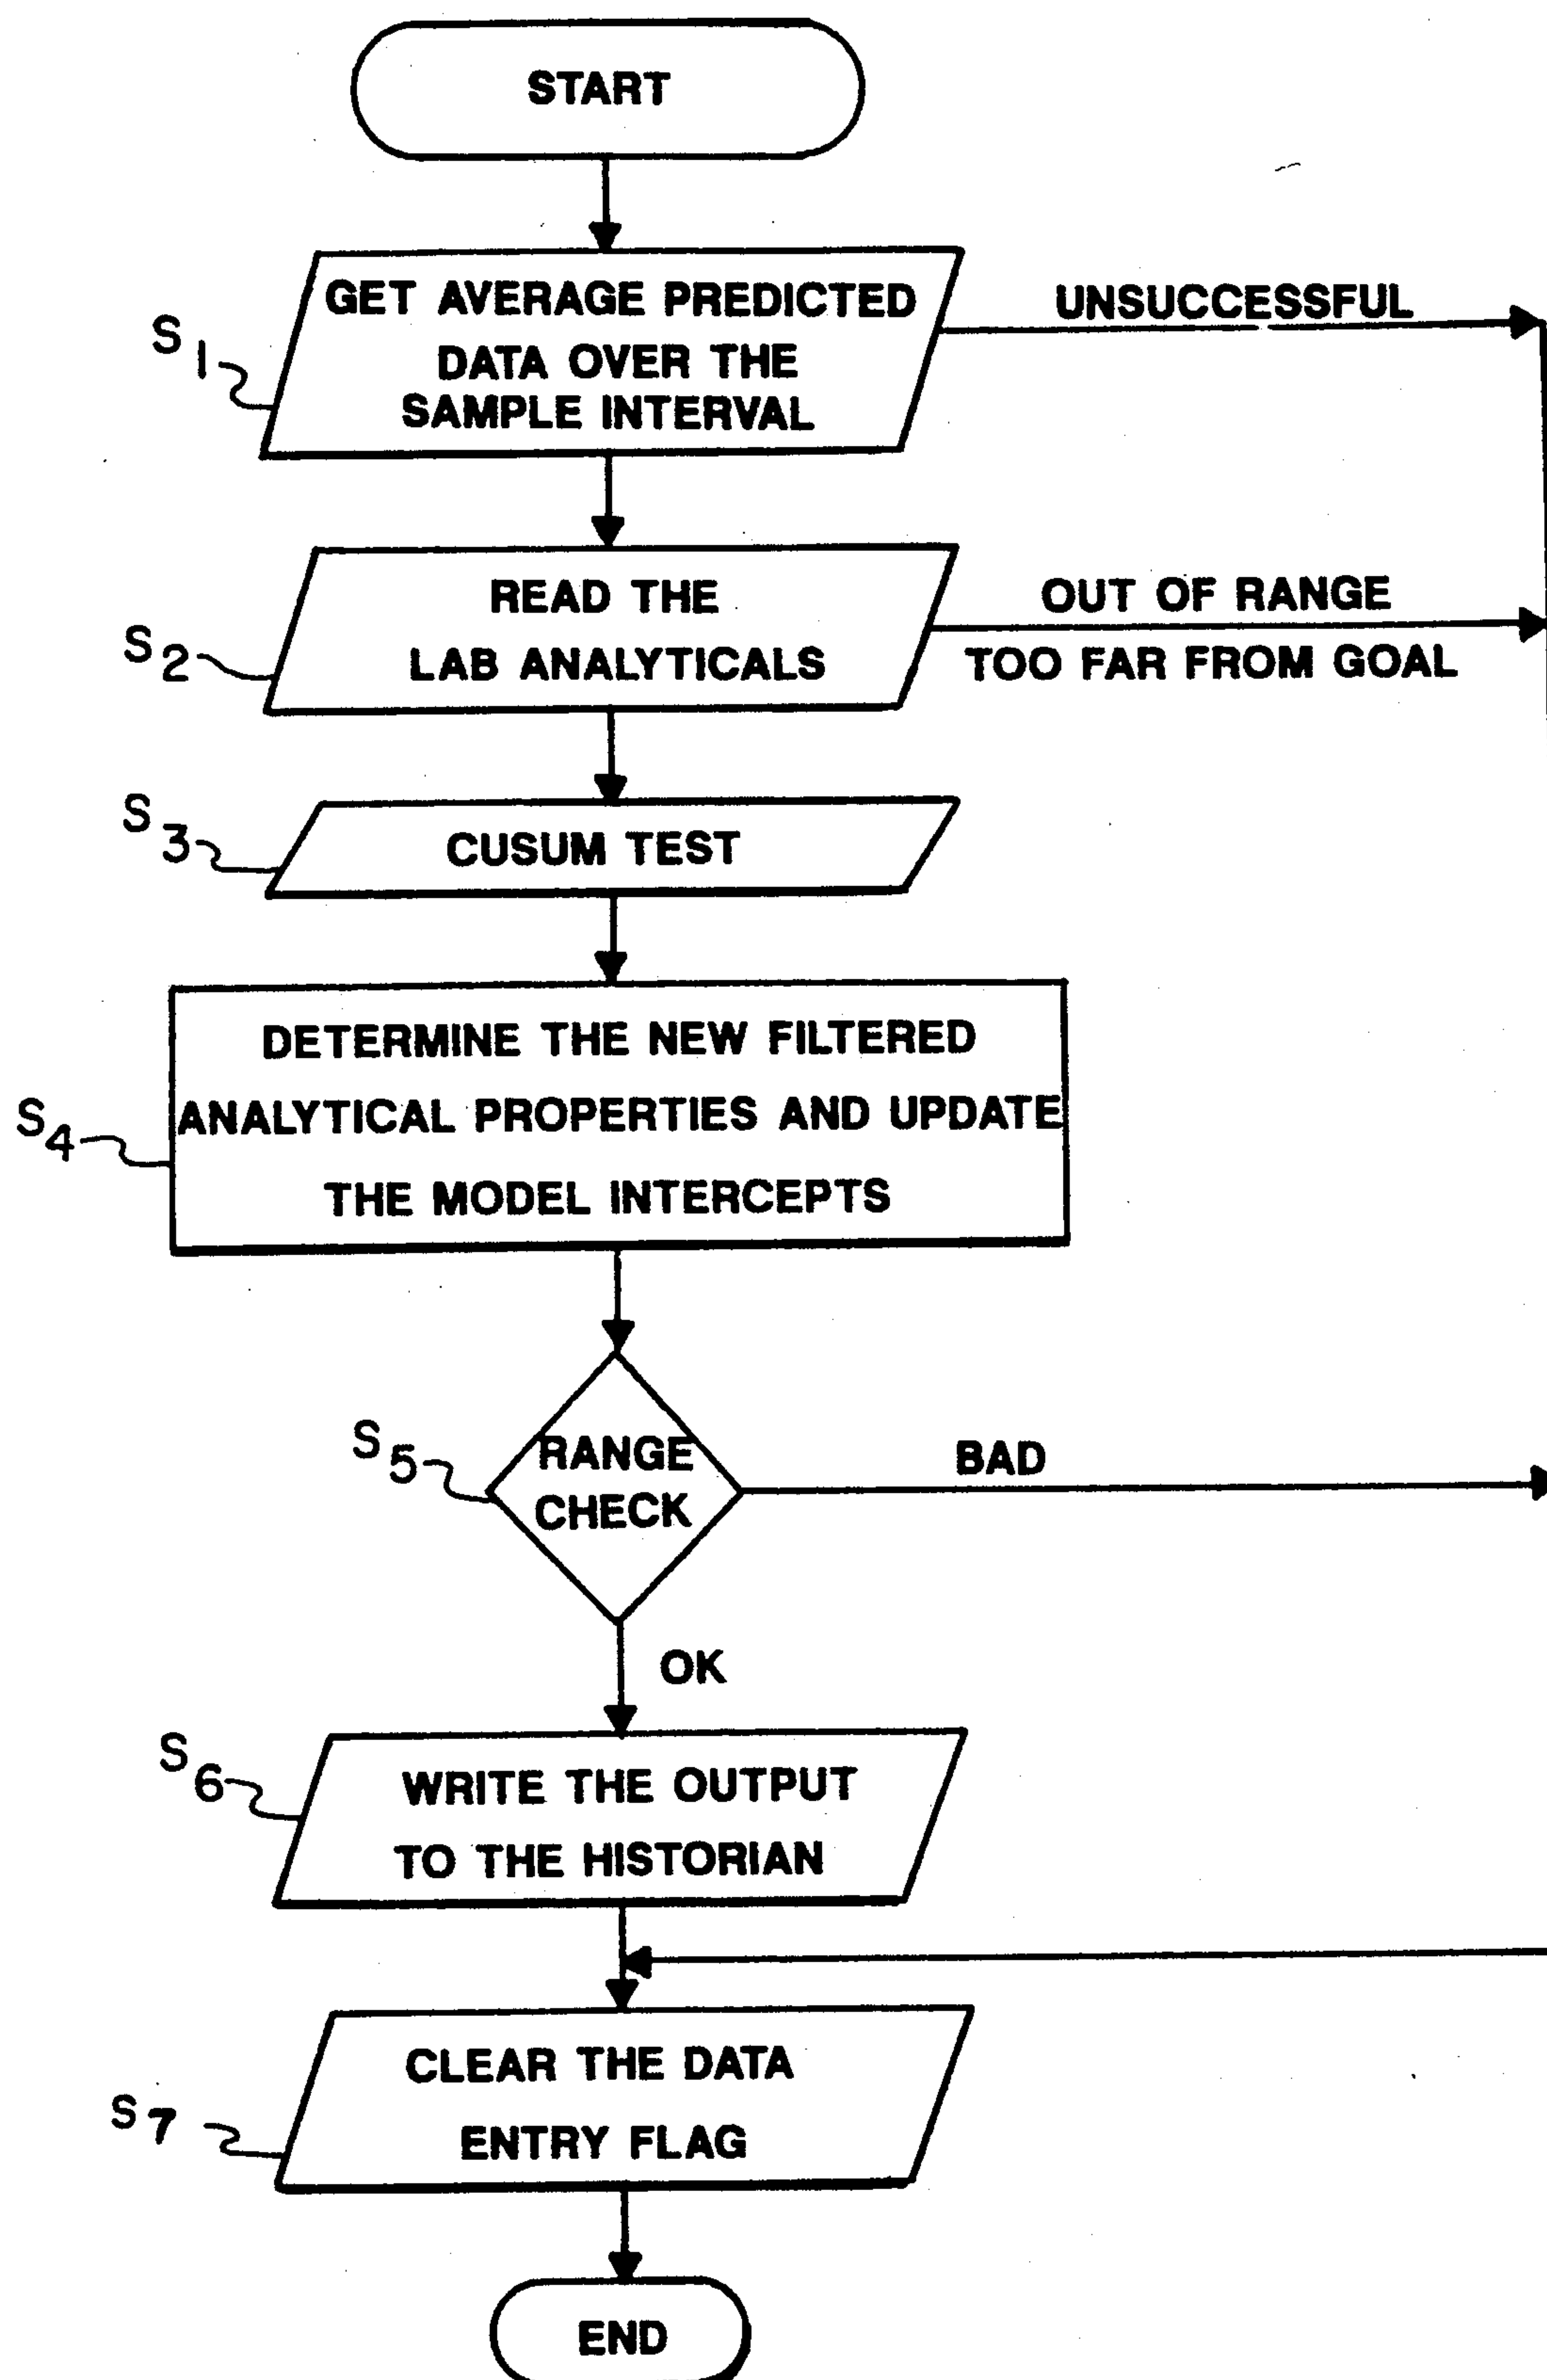 START
GET AVERAGE PREDICTED
DATA OVER THE
SAMPLE INTERVAL
UNSUCCESSFUL
S1
READ THE
LAB ANALYTICALS
OUT OF RANGE
TOO FAR FROM GOAL
S2
S3
CUSUM TEST
DETERMINE THE NEW FILTERED
ANALYTICAL PROPERTIES AND UPDATE
THE MODEL INTERCEPTS
S4
S5
RANGE
CHECK
BAD
OK
S6
WRITE THE OUTPUT
TO THE HISTORIAN
CLEAR THE DATA
ENTRY FLAG
S7
END